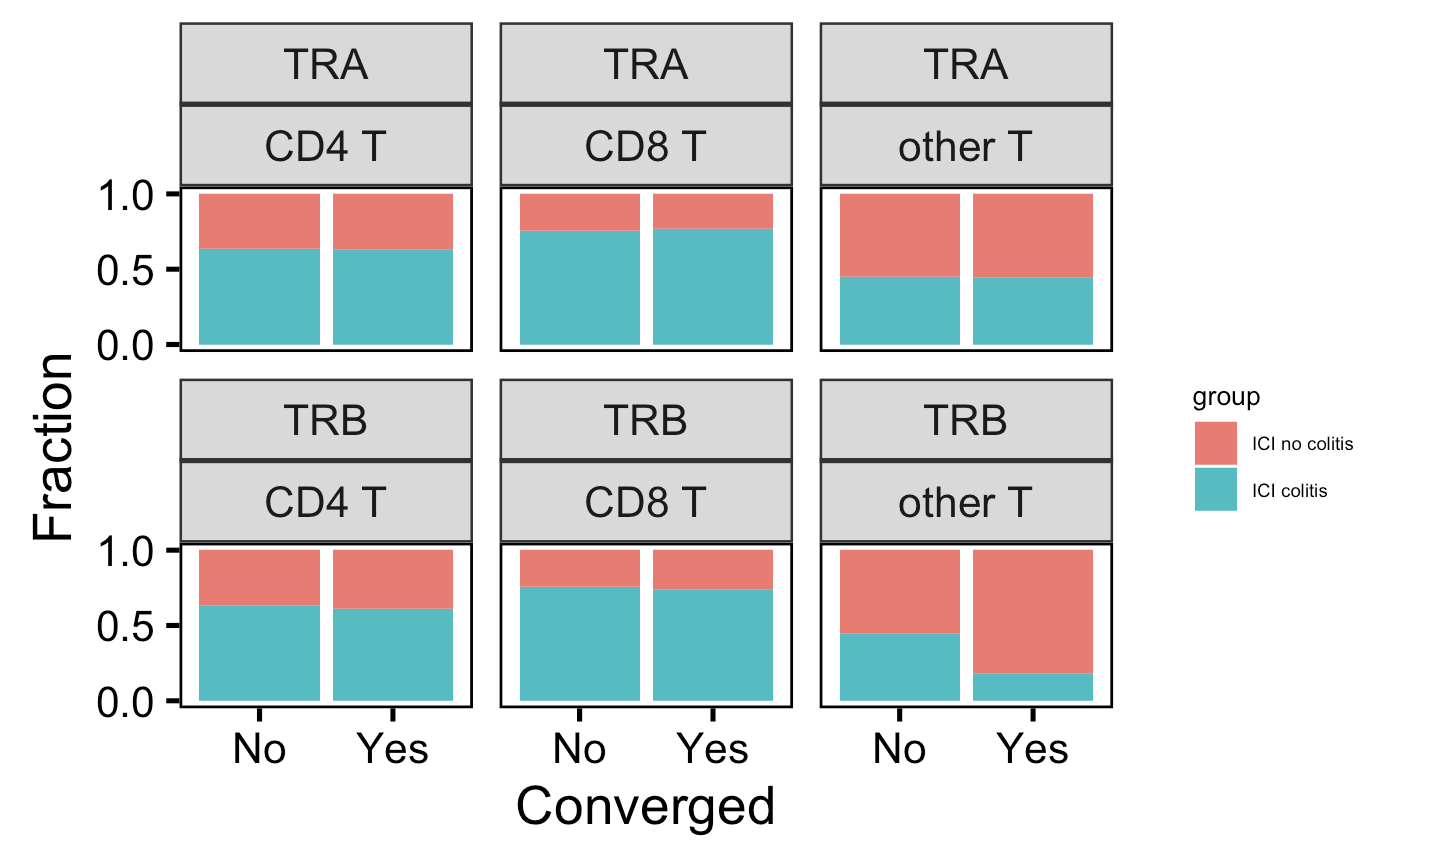 TRA
TRA
TRA
CD4 T
CD8 T
other T
1.0
0.5
0.0
TRB
TRB
TRB
CD4 T
CD8 T
other T
1.0
0.5
0.0
No
Yes
No
Yes
No
Yes
Converged
Fraction
group
ICI no colitis
ICI colitis